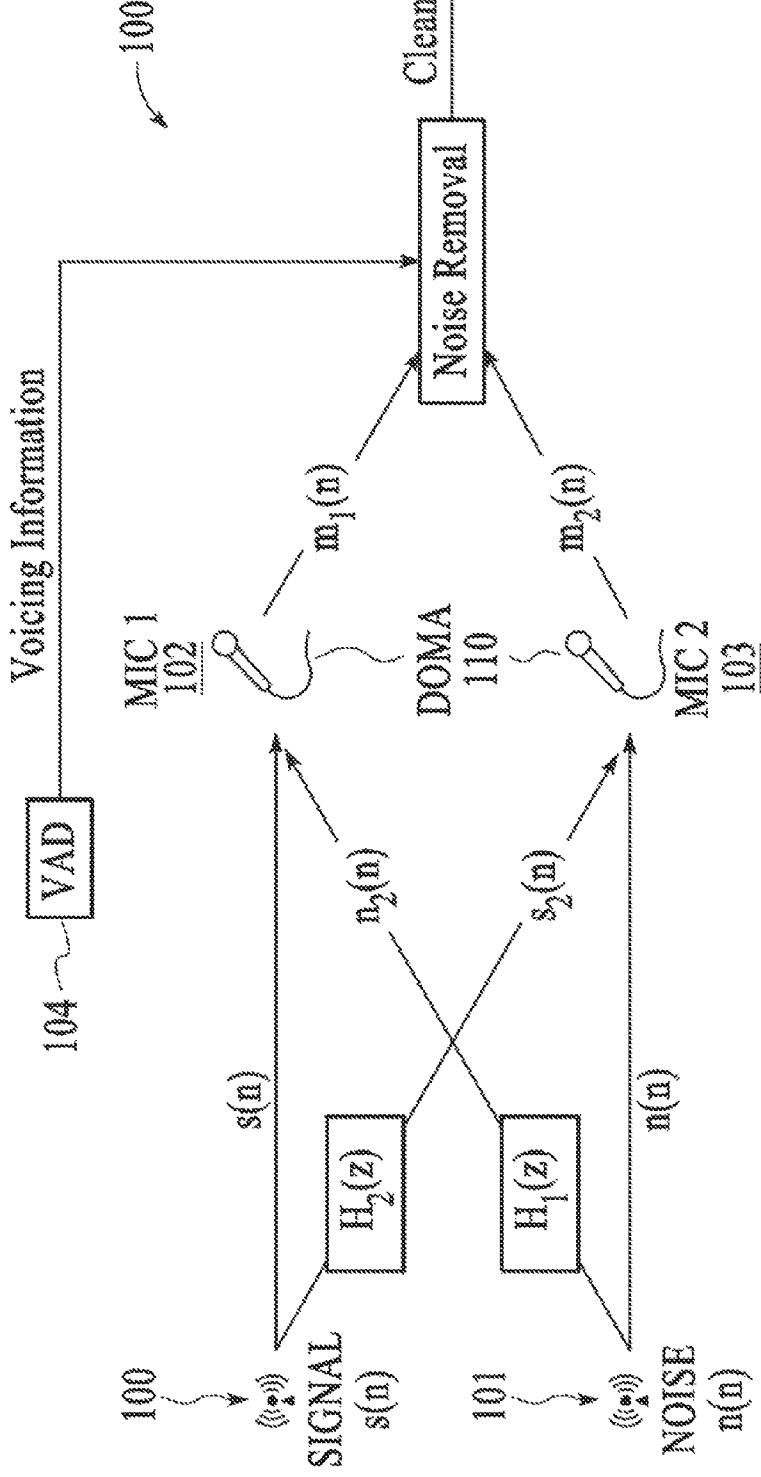 100
Voicing Information
VAD
104
MIC 1
102
Clean
s(n)
m₁(n)
Noise Removal
100
SIGNAL
s(n)
H₂(z)
n₂(n)
DOMA
110
H₁(z)
s₂(n)
m₂(n)
101
NOISE
n(n)
n(n)
MIC 2
103